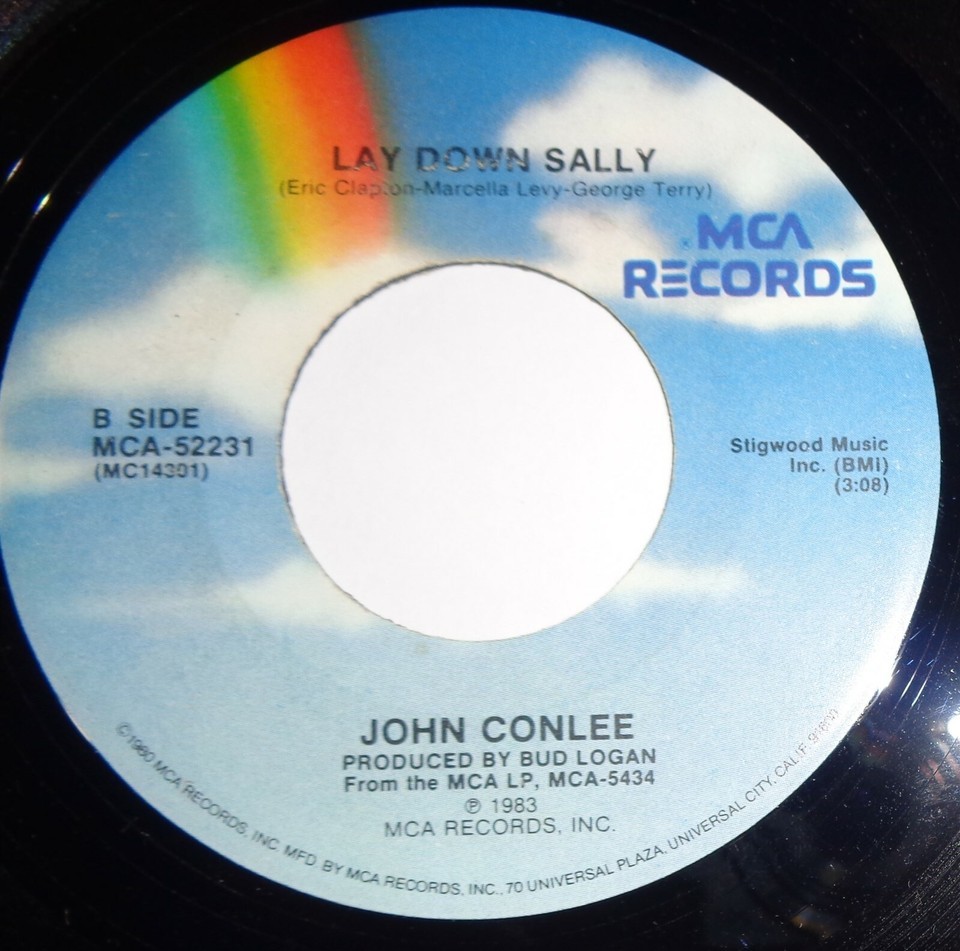 LAY DOWN SALLY
(Eric Clapton-Marcella Levy-George Terry)
MCA
RECORDS
B SIDE
MCA-52231
(MC14301)
Stigwood Music
Inc. (BMI)
(3:08)
JOHN CONLEE
PRODUCED BY BUD LOGAN
From the MCA LP, MCA-5434
℗ 1983
MCA RECORDS, INC.
©1980 MCA RECORDS, INC. MFD. BY MCA RECORDS, INC., 70 UNIVERSAL PLAZA, UNIVERSAL CITY, CALIF.